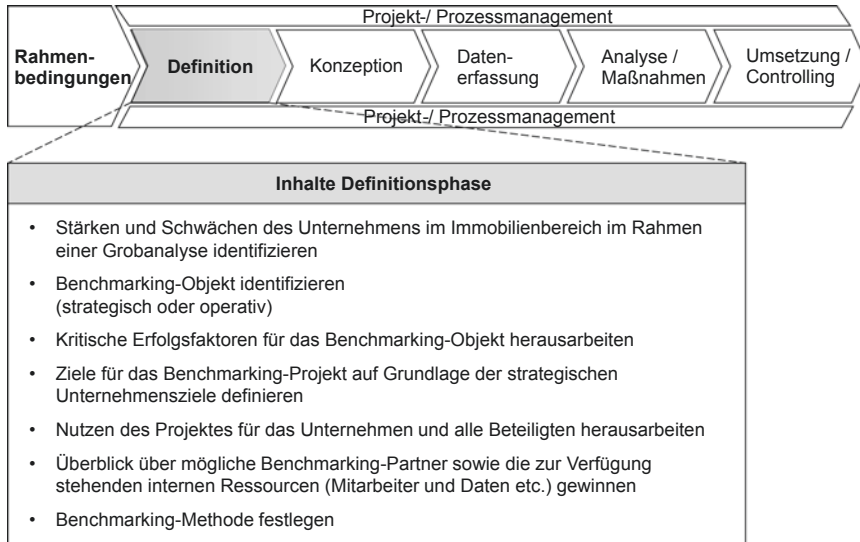 Projekt-/ Prozessmanagement
Rahmen-
bedingungen
Definition
Konzeption
Daten-
erfassung
Analyse /
Maßnahmen
Umsetzung /
Controlling
Projekt-/ Prozessmanagement
Inhalte Definitionsphase
• Stärken und Schwächen des Unternehmens im Immobilienbereich im Rahmen
einer Grobanalyse identifizieren
• Benchmarking-Objekt identifizieren
(strategisch oder operativ)
• Kritische Erfolgsfaktoren für das Benchmarking-Objekt herausarbeiten
• Ziele für das Benchmarking-Projekt auf Grundlage der strategischen
Unternehmensziele definieren
• Nutzen des Projektes für das Unternehmen und alle Beteiligten herausarbeiten
• Überblick über mögliche Benchmarking-Partner sowie die zur Verfügung
stehenden internen Ressourcen (Mitarbeiter und Daten etc.) gewinnen
• Benchmarking-Methode festlegen